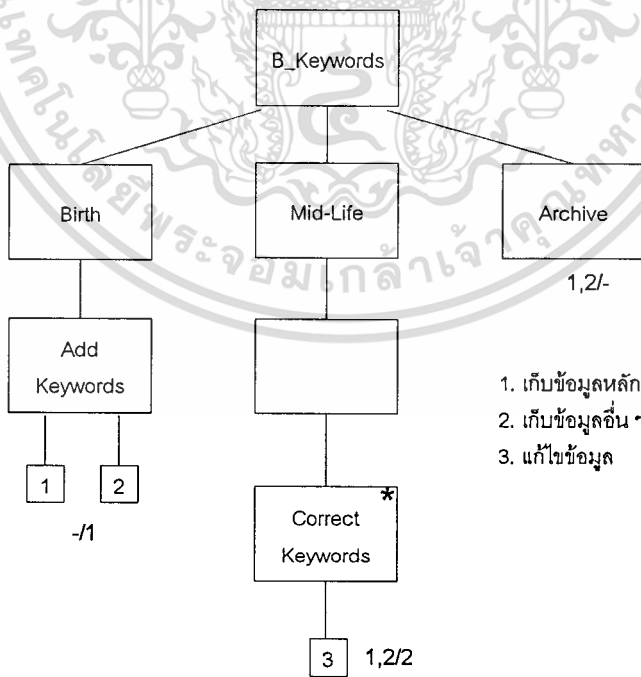 B_Keywords
Birth
Mid-Life
Archive
1,2/-
Add
Keywords
1
2
-/1
1. เก็บข้อมูลหลัก
2. เก็บข้อมูลอื่น ๆ
3. แก้ไขข้อมูล
*
Correct
Keywords
3
1,2/2